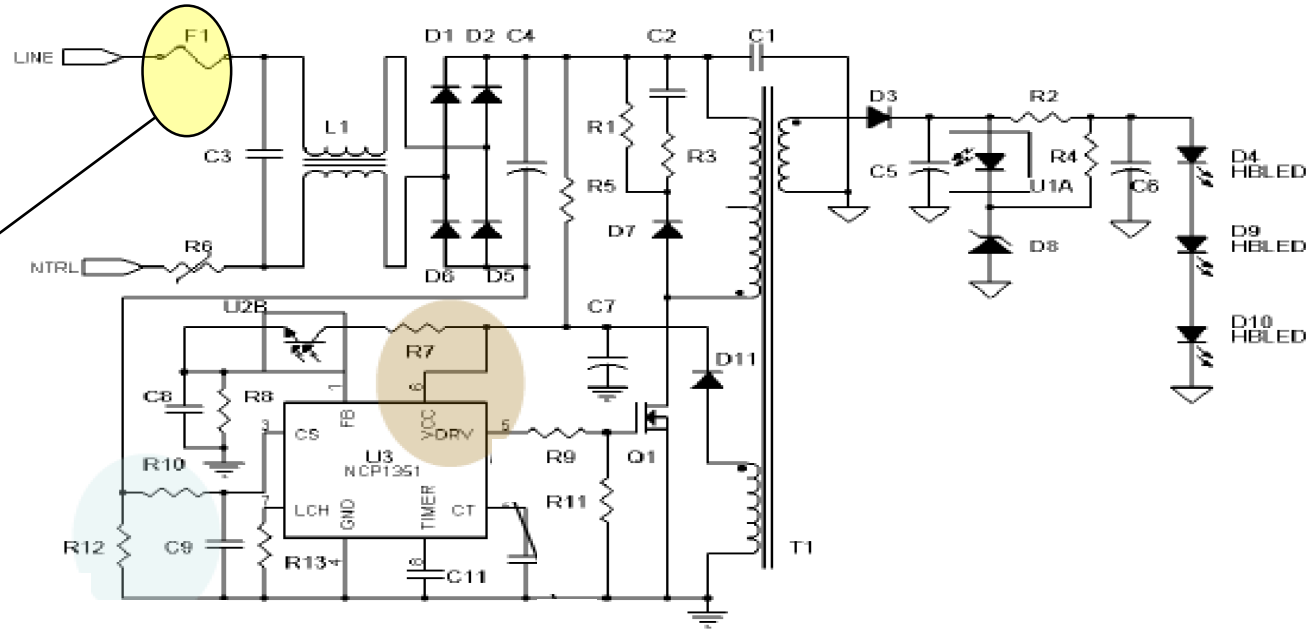 F1
D1 D2 C4
C2
C1
LINE
D3
R2
L1
R1
C3
R3
C5
R4
D4
HBLED
R5
U1A
C6
D7
D9
HBLED
R6
D8
NTRL
D6
D5
U2B
C7
D10
HBLED
R7
D11
C8
R8
1
6
FB
VCC
3
CS
DRV
5
U3
NCP1351
R9
Q1
R10
R11
7
LCH
GND
TIMER
CT
R12
C9
R13
4
8
C11
T1